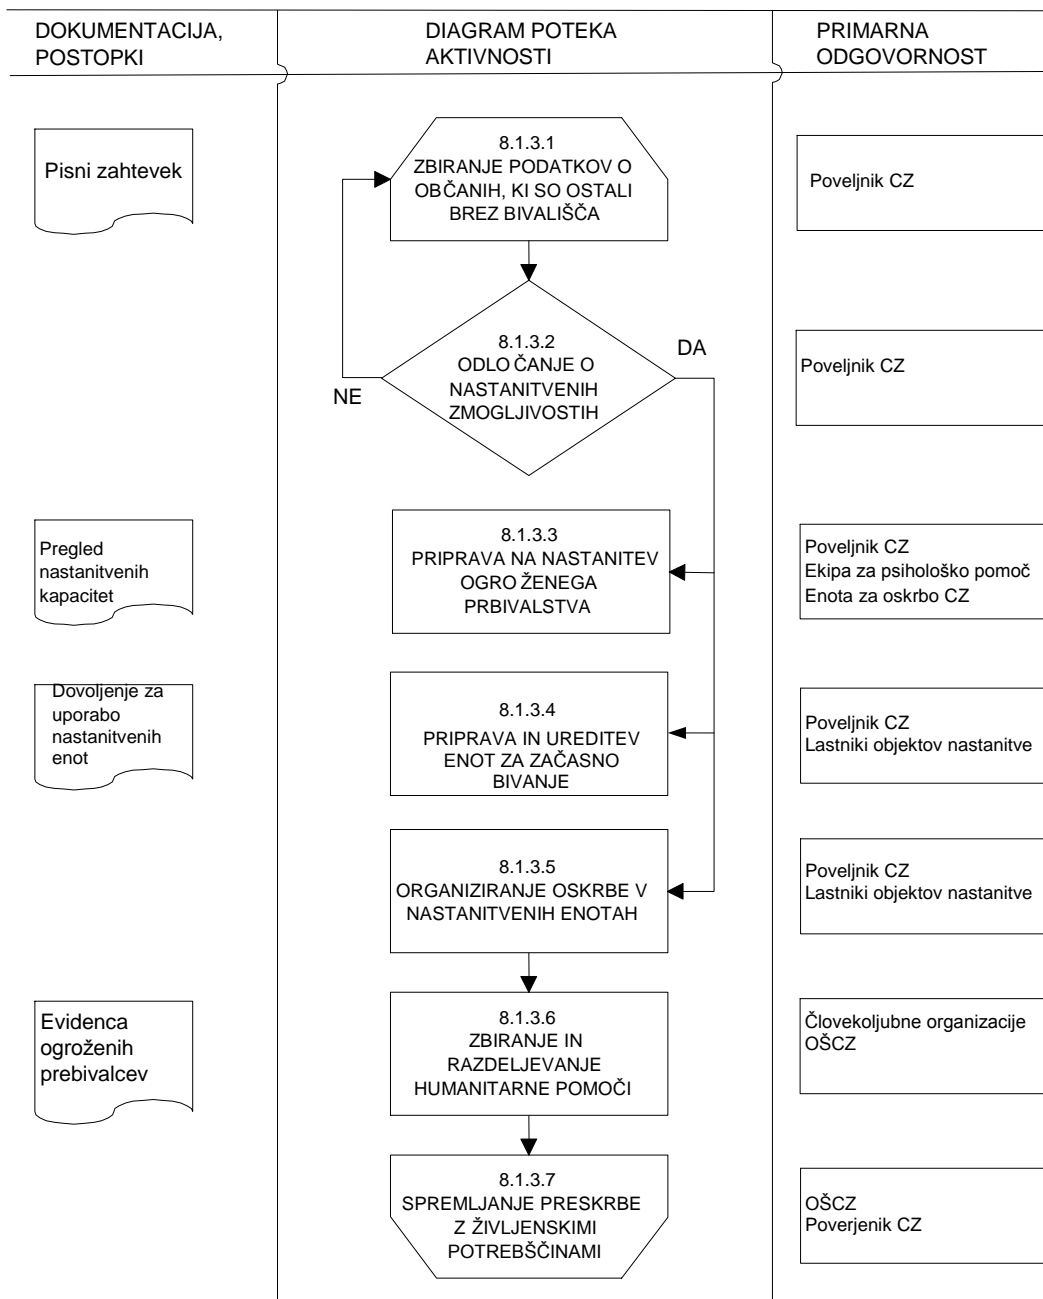 DOKUMENTACIJA,
POSTOPKI
DIAGRAM POTEKA
AKTIVNOSTI
PRIMARNA
ODGOVORNOST
Pisni zahtevek
8.1.3.1
ZBIRANJE PODATKOV O
OBČANIH, KI SO OSTALI
BREZ BIVALIŠČA
Poveljnik CZ
8.1.3.2
ODLO ČANJE O
NASTANITVENIH
ZMOGLJIVOSTIH
NE
DA
Poveljnik CZ
Pregled
nastanitvenih
kapacitet
8.1.3.3
PRIPRAVA NA NASTANITEV
OGRO ŽENEGA
PRBIVALSTVA
Poveljnik CZ
Ekipa za psihološko pomoč
Enota za oskrbo CZ
Dovoljenje za
uporabo
nastanitvenih
enot
8.1.3.4
PRIPRAVA IN UREDITEV
ENOT ZA ZAČASNO
BIVANJE
Poveljnik CZ
Lastniki objektov nastanitve
8.1.3.5
ORGANIZIRANJE OSKRBE V
NASTANITVENIH ENOTAH
Poveljnik CZ
Lastniki objektov nastanitve
Evidenca
ogroženih
prebivalcev
8.1.3.6
ZBIRANJE IN
RAZDELJEVANJE
HUMANITARNE POMOČI
Človekoljubne organizacije
OŠCZ
8.1.3.7
SPREMLJANJE PRESKRBE
Z ŽIVLJENSKIMI
POTREBŠČINAMI
OŠCZ
Poverjenik CZ